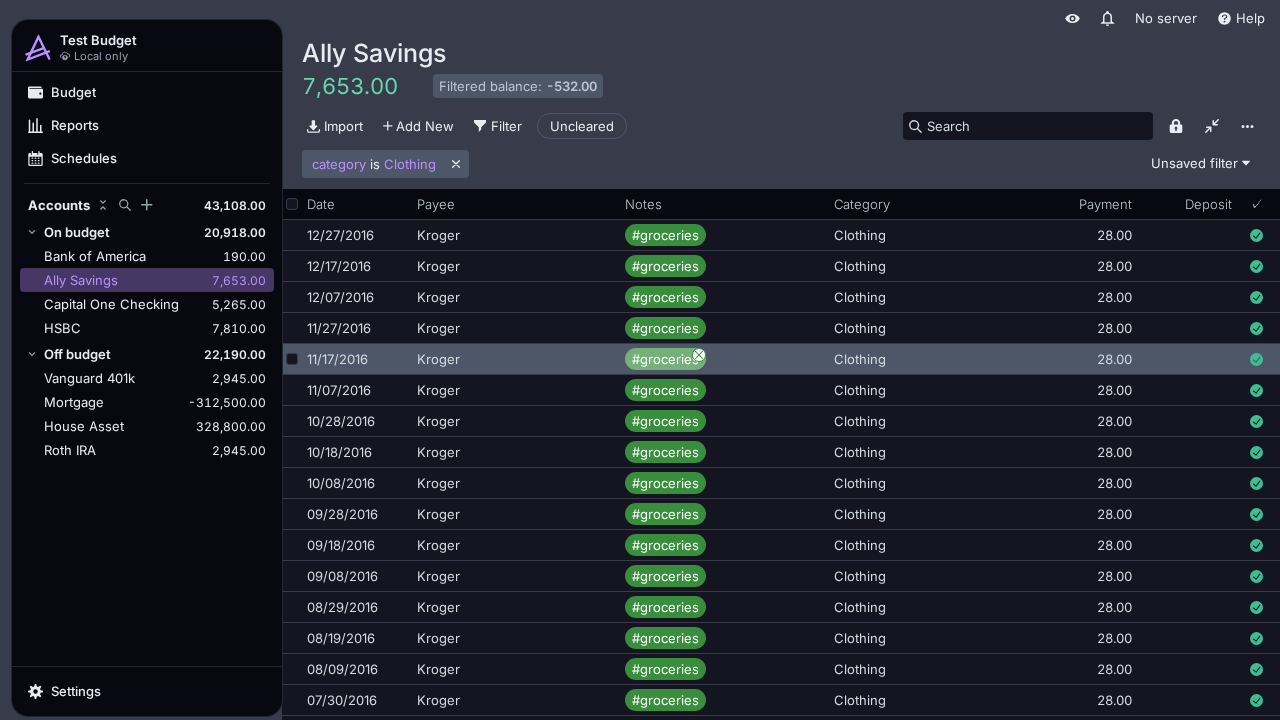 Test Budget
Local only
Budget
Reports
Schedules
Accounts 43,108.00
On budget 20,918.00
Bank of America 190.00
Ally Savings 7,653.00
Capital One Checking 5,265.00
HSBC 7,810.00
Off budget 22,190.00
Vanguard 401k 2,945.00
Mortgage -312,500.00
House Asset 328,800.00
Roth IRA 2,945.00
Settings
No server Help
Ally Savings
7,653.00 Filtered balance: -532.00
Import Add New Filter Uncleared Search
category is Clothing Unsaved filter
Date Payee Notes Category Payment Deposit ✓
12/27/2016 Kroger #groceries Clothing 28.00
12/17/2016 Kroger #groceries Clothing 28.00
12/07/2016 Kroger #groceries Clothing 28.00
11/27/2016 Kroger #groceries Clothing 28.00
11/17/2016 Kroger #groceries Clothing 28.00
11/07/2016 Kroger #groceries Clothing 28.00
10/28/2016 Kroger #groceries Clothing 28.00
10/18/2016 Kroger #groceries Clothing 28.00
10/08/2016 Kroger #groceries Clothing 28.00
09/28/2016 Kroger #groceries Clothing 28.00
09/18/2016 Kroger #groceries Clothing 28.00
09/08/2016 Kroger #groceries Clothing 28.00
08/29/2016 Kroger #groceries Clothing 28.00
08/19/2016 Kroger #groceries Clothing 28.00
08/09/2016 Kroger #groceries Clothing 28.00
07/30/2016 Kroger #groceries Clothing 28.00